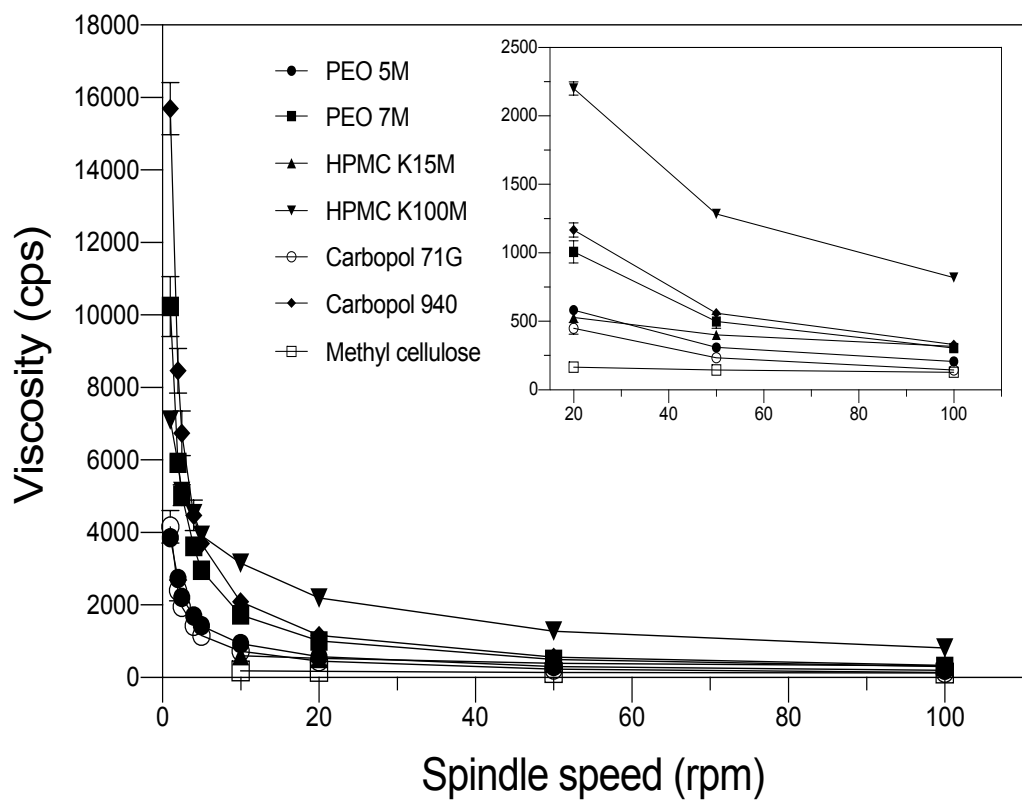 18000
16000
14000
12000
10000
8000
6000
4000
2000
0
Viscosity (cps)
PEO 5M
PEO 7M
HPMC K15M
HPMC K100M
Carbopol 71G
Carbopol 940
Methyl cellulose
2500
2000
1500
1000
500
0
20 40 60 80 100
0 20 40 60 80 100
Spindle speed (rpm)